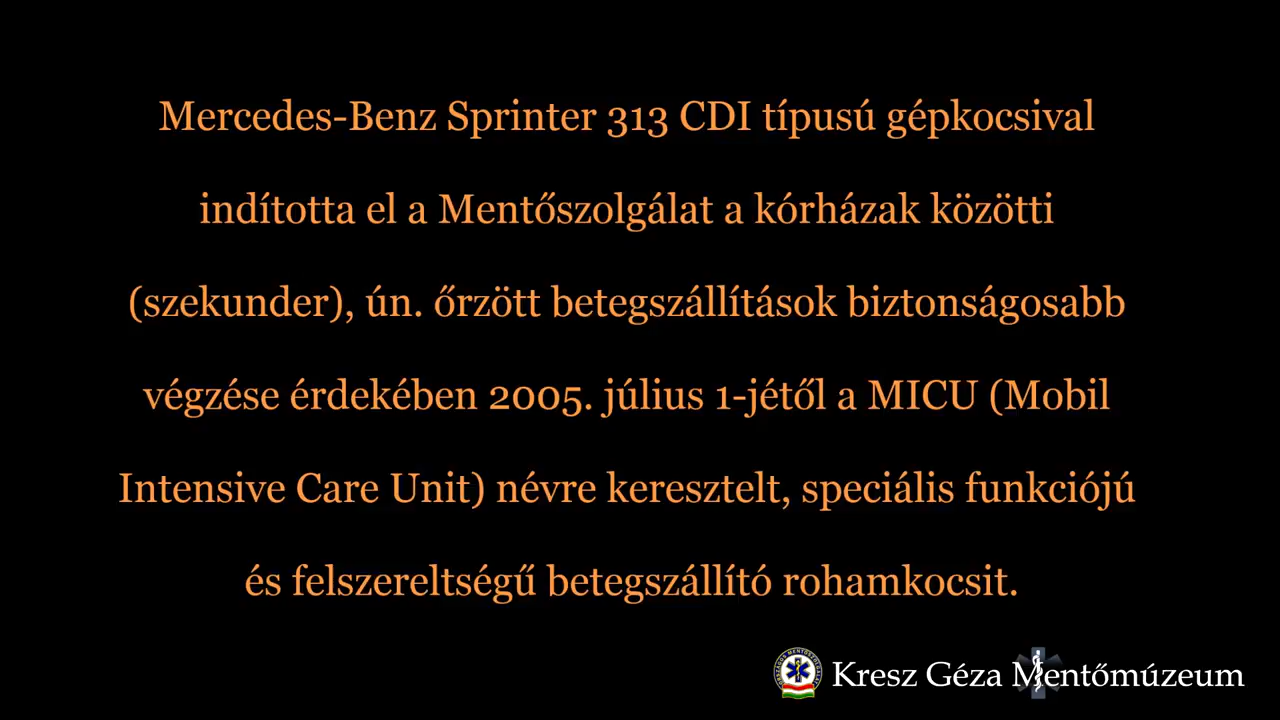 Mercedes-Benz Sprinter 313 CDI típusú gépkocsival
indította el a Mentőszolgálat a kórházak közötti
(szekunder), ún. őrzött betegszállítások biztonságosabb
végzése érdekében 2005. július 1-jétől a MICU (Mobil
Intensive Care Unit) névre keresztelt, speciális funkciójú
és felszereltségű betegszállító rohamkocsit.
Kresz Géza Mentőmúzeum